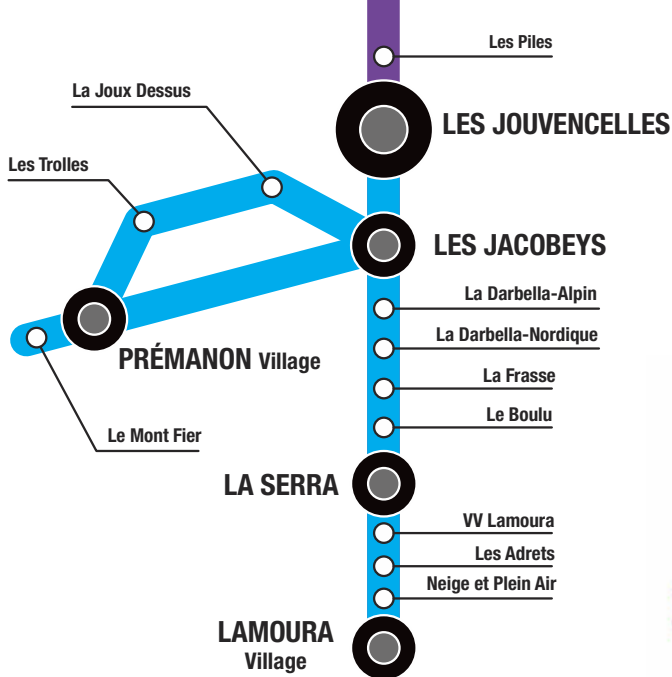 Les Piles
La Joux Dessus
LES JOUVENCELLES
Les Trolles
LES JACOBEYS
La Darbella-Alpin
La Darbella-Nordique
PRÉMANON Village
La Frasse
Le Boulu
Le Mont Fier
LA SERRA
VV Lamoura
Les Adrets
Neige et Plein Air
LAMOURA
Village